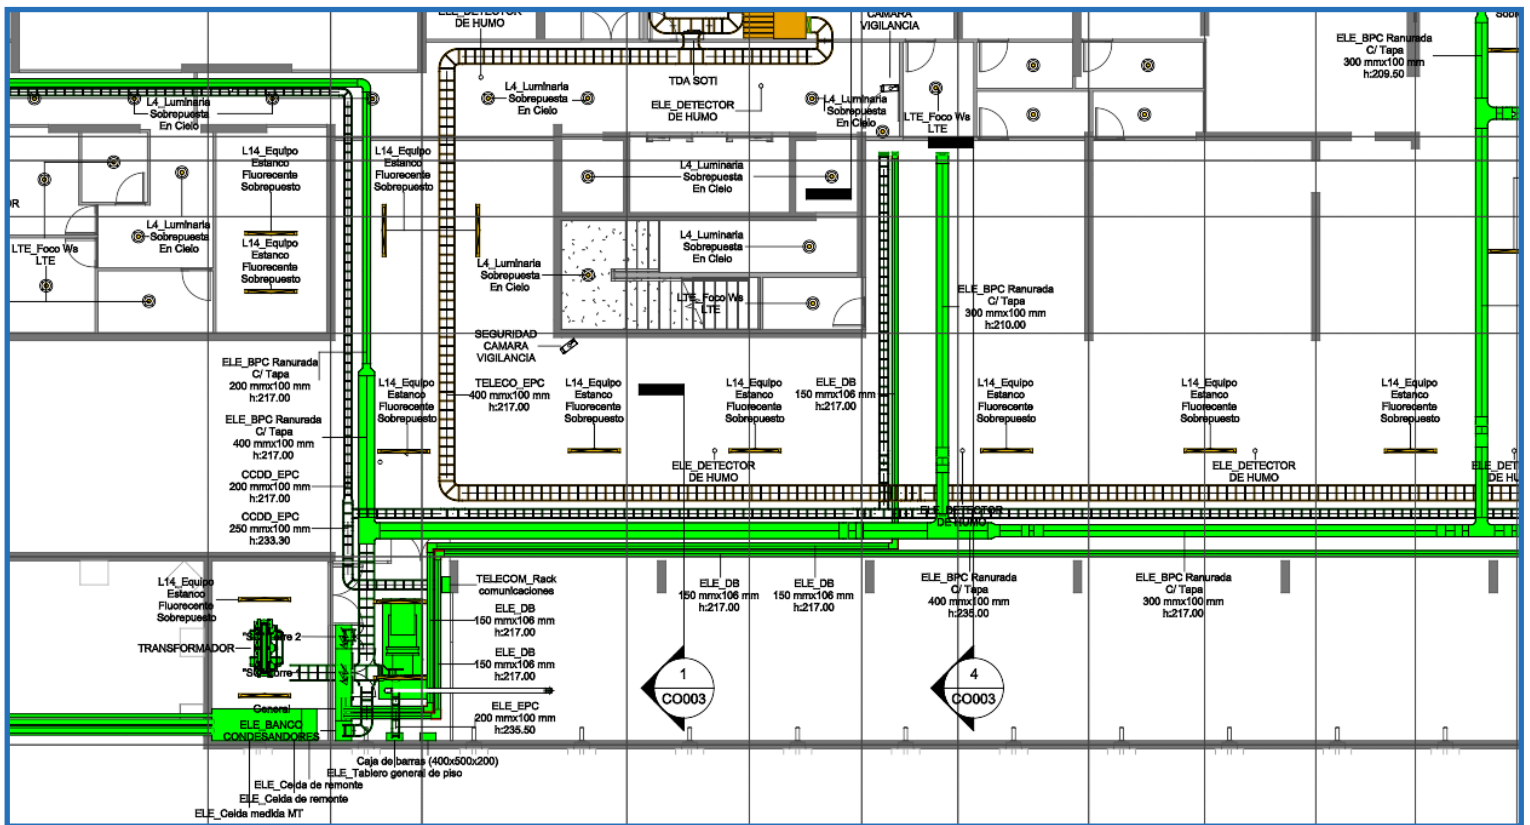 ELE_DETECTOR
DE HUMO
CAMARA
VIGILANCIA
TDA SOTI
L4_Luminaria
Sobrepuesta
En Cielo
ELE_DETECTOR
DE HUMO
L4_Luminaria
Sobrepuesta
En Cielo
L4_Luminaria
Sobrepuesta
En Cielo
LTE_Foco Ws
LTE
ELE_BPC Ranurada
C/ Tapa
300 mmx100 mm
h:209.50
L14_Equipo
Estanco
Fluorecente
Sobrepuesto
L14_Equipo
Estanco
Fluorecente
Sobrepuesto
L4_Luminaria
Sobrepuesta
En Cielo
L4_Luminaria
Sobrepuesta
En Cielo
LTE_Foco Ws
LTE
L14_Equipo
Estanco
Fluorecente
Sobrepuesto
L4_Luminaria
Sobrepuesta
En Cielo
L4_Luminaria
Sobrepuesta
En Cielo
LTE_Foco Ws
LTE
ELE_BPC Ranurada
C/ Tapa
300 mmx100 mm
h:210.00
SEGURIDAD
CAMARA
VIGILANCIA
ELE_BPC Ranurada
C/ Tapa
200 mmx100 mm
h:217.00
L14_Equipo
Estanco
Fluorecente
Sobrepuesto
TELECO_EPC
400 mmx100 mm
h:217.00
L14_Equipo
Estanco
Fluorecente
Sobrepuesto
L14_Equipo
Estanco
Fluorecente
Sobrepuesto
ELE_DB
150 mmx106 mm
h:217.00
L14_Equipo
Estanco
Fluorecente
Sobrepuesto
L14_Equipo
Estanco
Fluorecente
Sobrepuesto
L14_Equipo
Estanco
Fluorecente
Sobrepuesto
ELE_BPC Ranurada
C/ Tapa
400 mmx100 mm
h:217.00
CCDD_EPC
200 mmx100 mm
h:217.00
CCDD_EPC
250 mmx100 mm
h:233.30
ELE_DETECTOR
DE HUMO
ELE_DETECTOR
DE HUMO
ELE_DETECTOR
DE HUMO
L14_Equipo
Estanco
Fluorecente
Sobrepuesto
TELECOM_Rack
comunicaciones
ELE_DB
150 mmx106 mm
h:217.00
ELE_DB
150 mmx106 mm
h:217.00
ELE_BPC Ranurada
C/ Tapa
400 mmx100 mm
h:235.00
ELE_BPC Ranurada
C/ Tapa
300 mmx100 mm
h:217.00
ELE_DB
150 mmx106 mm
h:217.00
TRANSFORMADOR
ELE_DB
150 mmx106 mm
h:217.00
1
CO003
4
CO003
General
ELE_EPC
200 mmx100 mm
h:235.50
ELE_BANCO
CONDESANDORES
Caja de barras (400x500x200)
ELE_Tablero general de piso
ELE_Celda de remonte
ELE_Celda de remonte
ELE_Celda medida MT